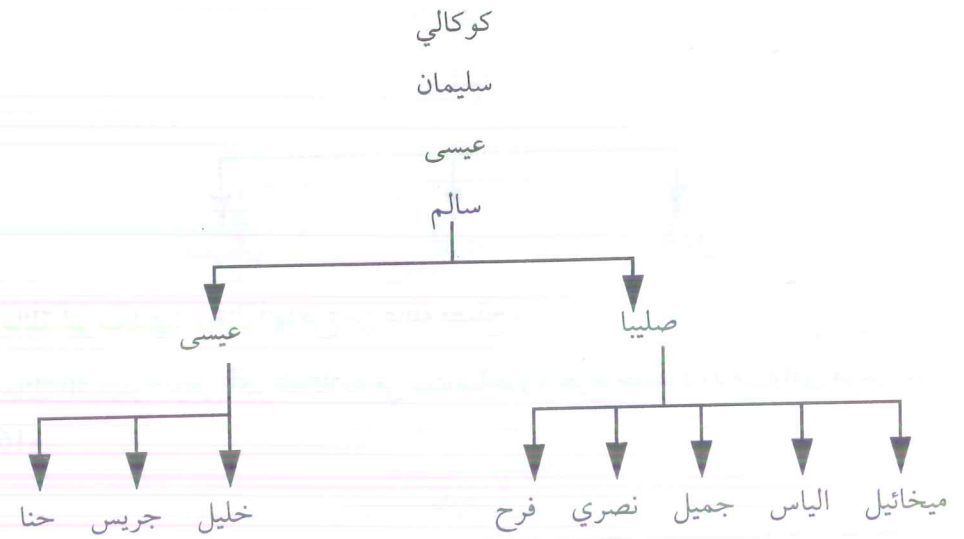 كوكالي
سليمان
عيسى
سالم
صليبا عيسى
ميخائيل الياس جميل نصري فرح خليل جريس حنا